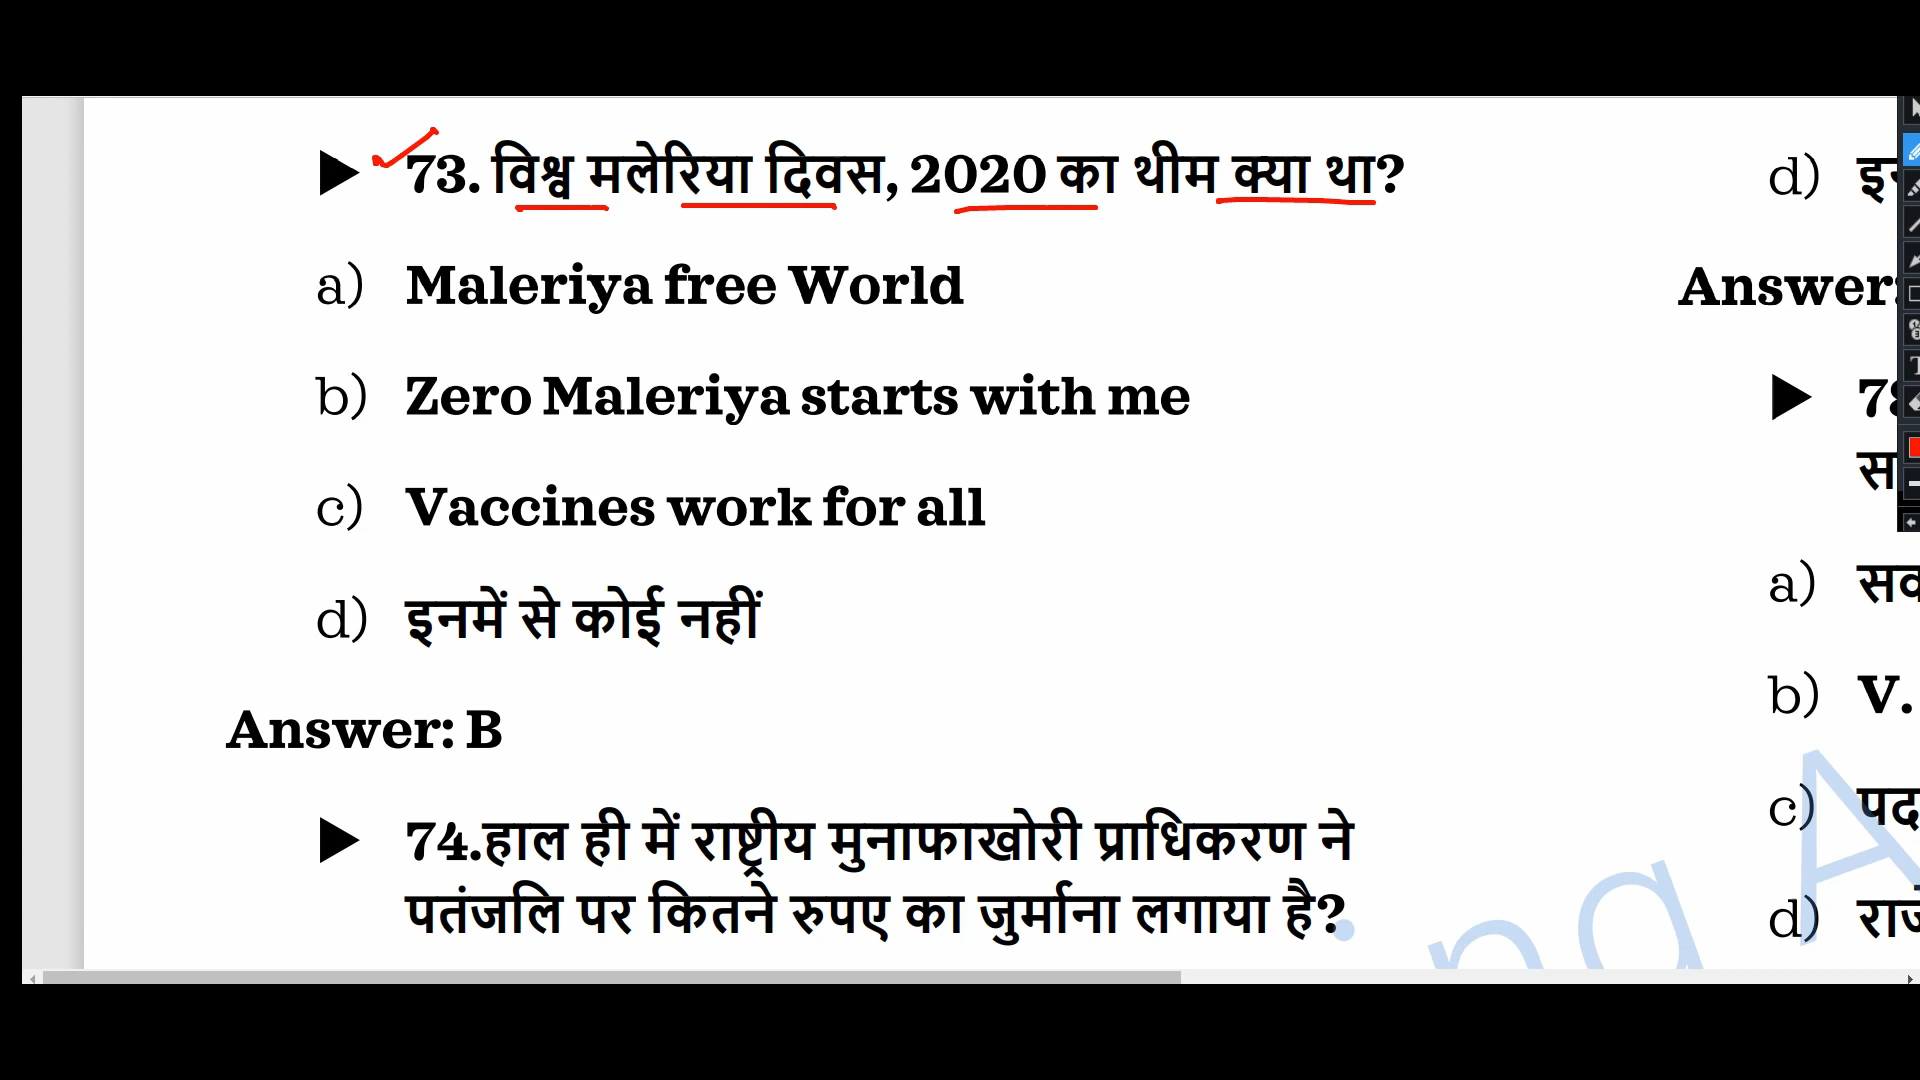 73. विश्व मलेरिया दिवस, 2020 का थीम क्या था?
a) Maleriya free World
b) Zero Maleriya starts with me
c) Vaccines work for all
d) इनमें से कोई नहीं
Answer: B
74.हाल ही में राष्ट्रीय मुनाफाखोरी प्राधिकरण ने
पतंजलि पर कितने रुपए का जुर्माना लगाया है?
d)
Answer:
a)
b) V.
c)
d)